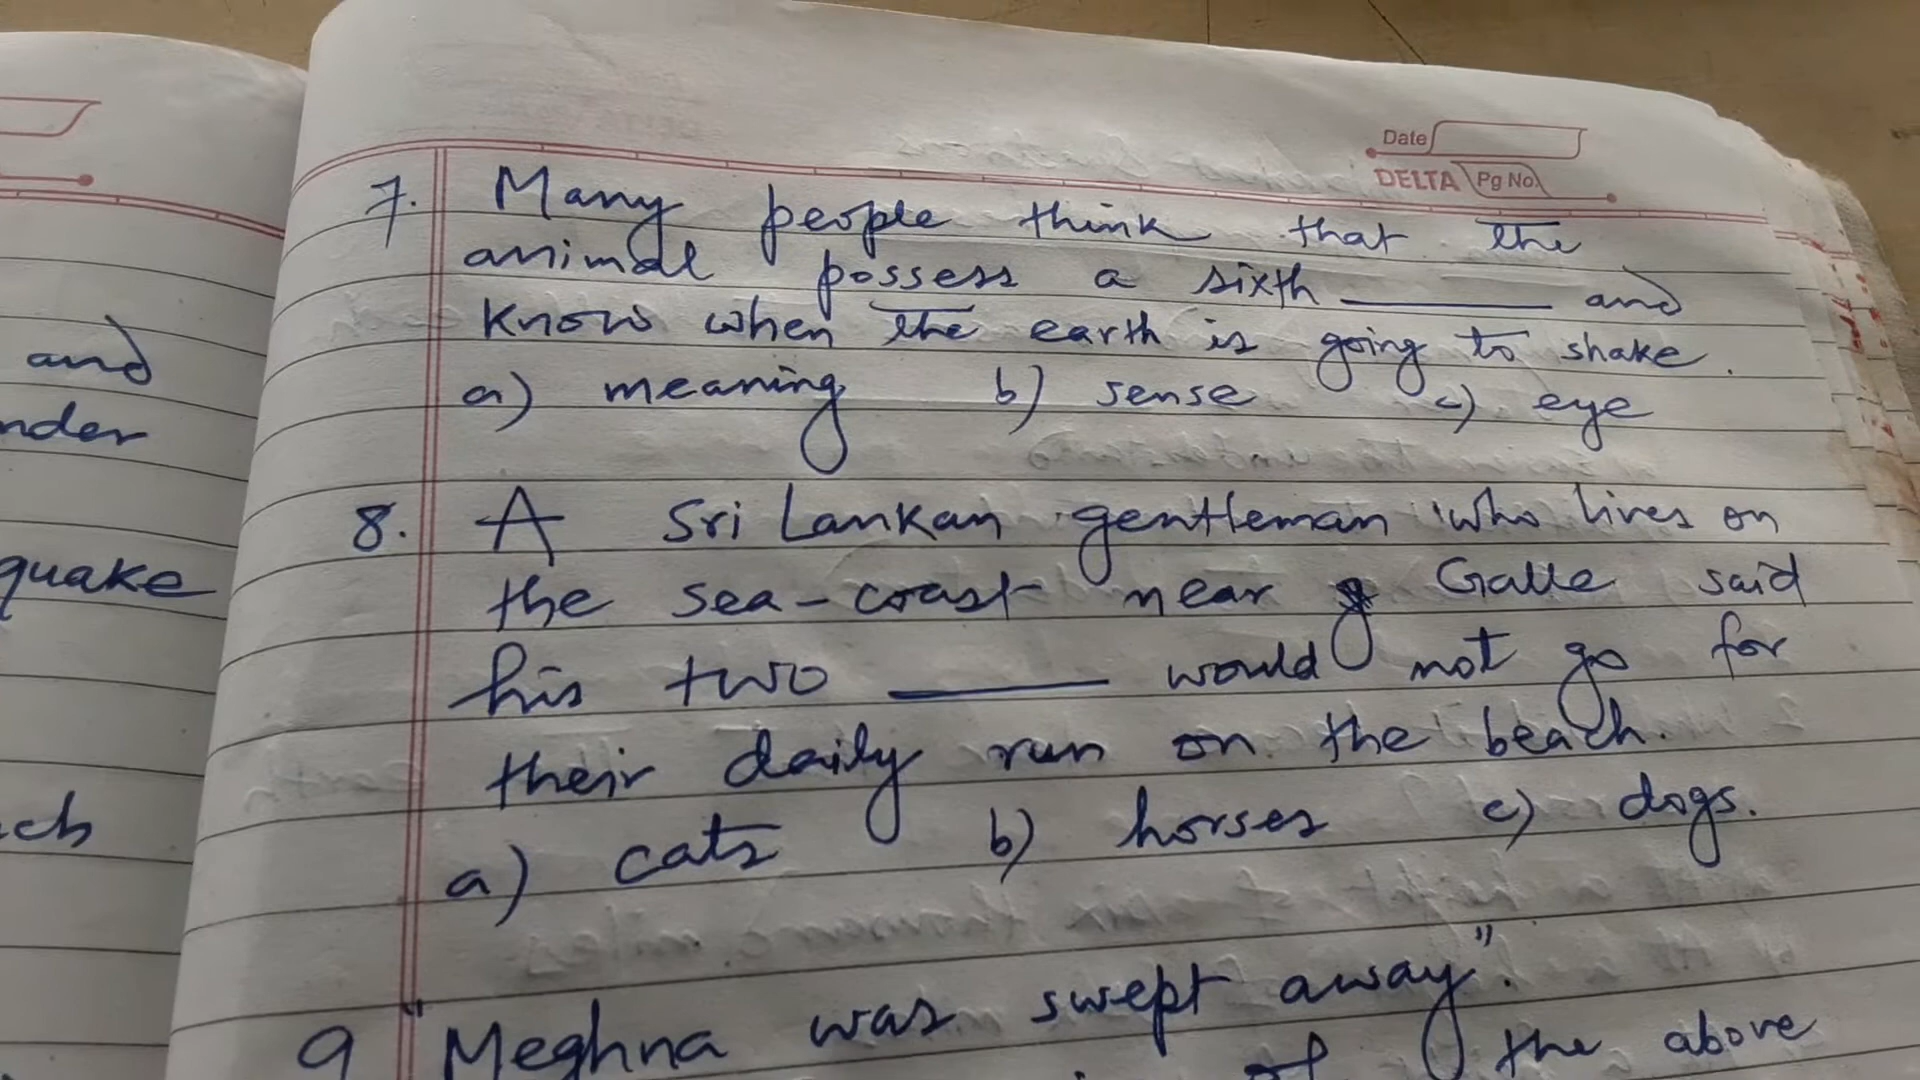 Date
DELTA Pg No.
7. Many people think that the
animal possess a sixth ______ and
know when the earth is going to shake.
a) meaning b) sense c) eye
8. A Sri Lankan gentleman who lives on
the sea-coast near Galle said
his two ______ would not go for
their daily run on the beach.
a) cats b) horses c) dogs.
9 "Meghna was swept away".
of the above
and
nder
quake
ch